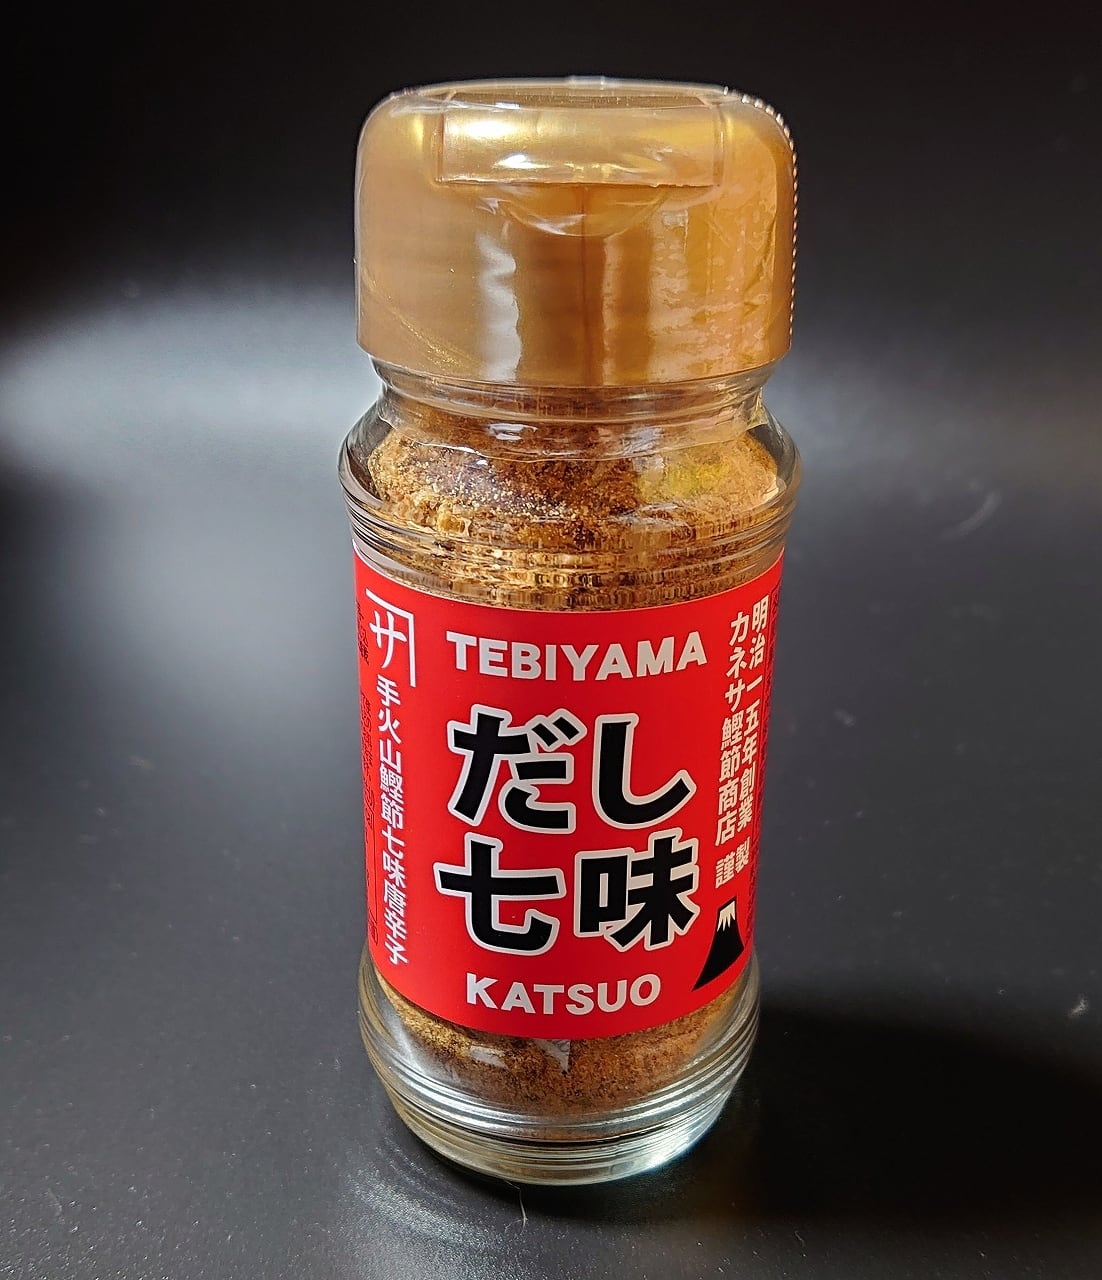 サ
手火山鰹節七味唐辛子
TEBIYAMA
だし
七味
KATSUO
明治一五年創業
カネサ鰹節商店 謹製